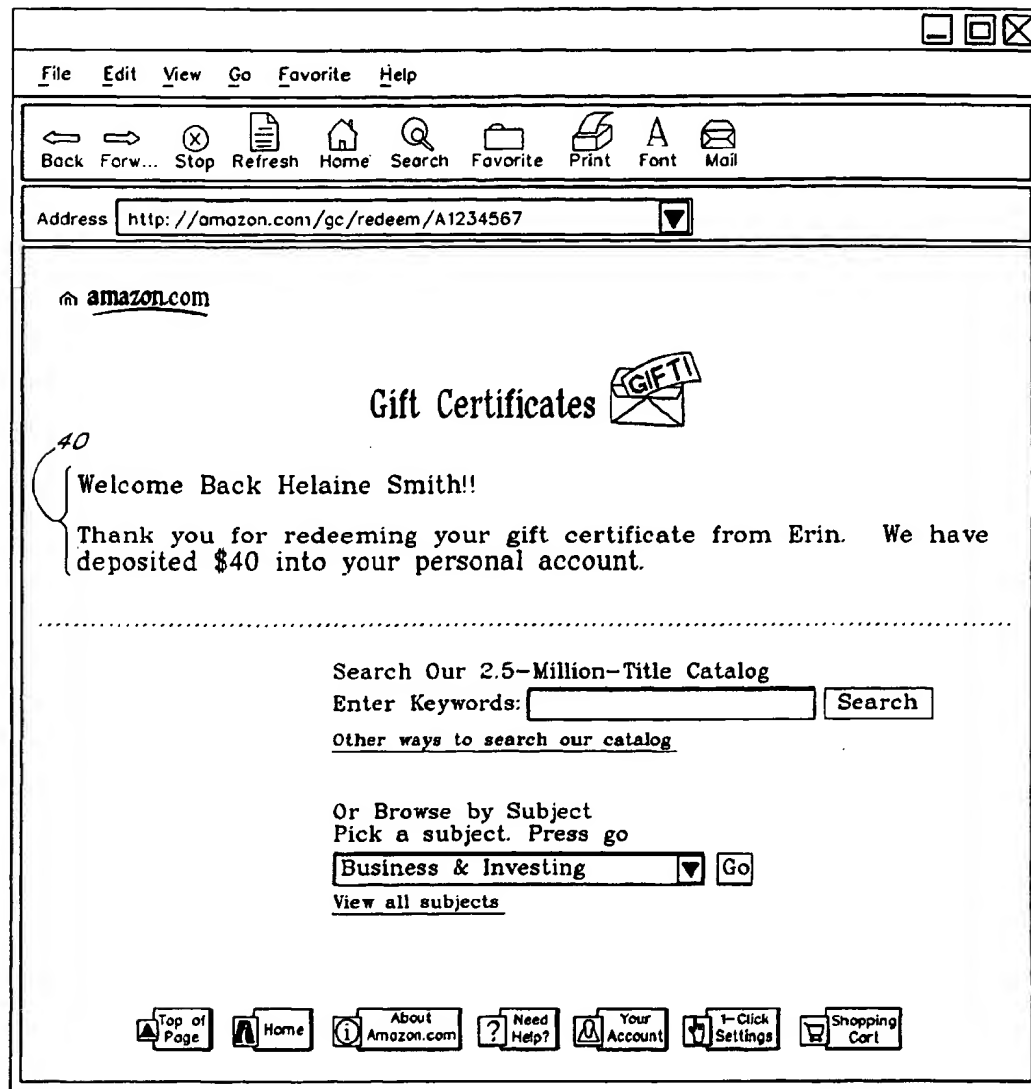 File Edit View Go Favorite Help
Back Forw... Stop Refresh Home Search Favorite Print Font Mail
Address http://amazon.com/gc/redeem/A1234567
amazon.com
GIFT!
Gift Certificates
40
Welcome Back Helaine Smith!!
Thank you for redeeming your gift certificate from Erin. We have
deposited $40 into your personal account.
Search Our 2.5-Million-Title Catalog
Enter Keywords: Search
Other ways to search our catalog
Or Browse by Subject
Pick a subject. Press go
Business & Investing Go
View all subjects
Top of Page Home About Amazon.com Need Help? Your Account 1-Click Settings Shopping Cart